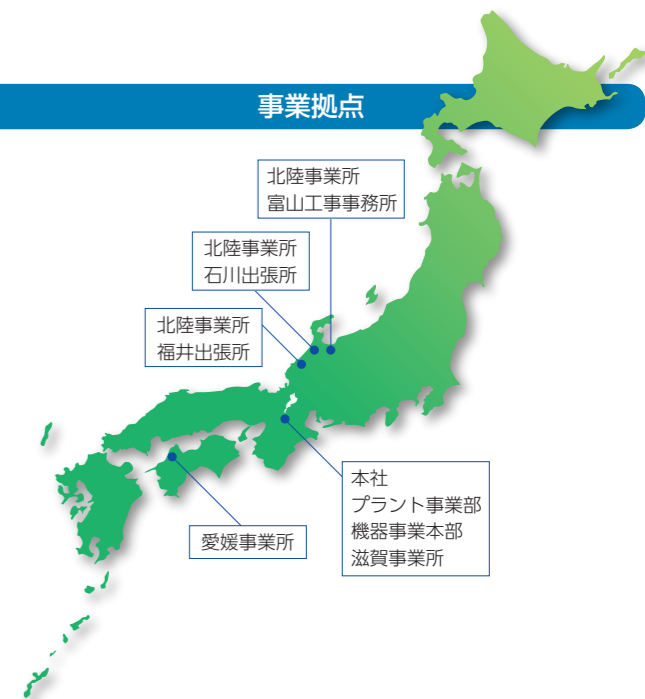 事業拠点
北陸事業所
富山工事事務所
北陸事業所
石川出張所
北陸事業所
福井出張所
本社
プラント事業部
機器事業本部
滋賀事業所
愛媛事業所